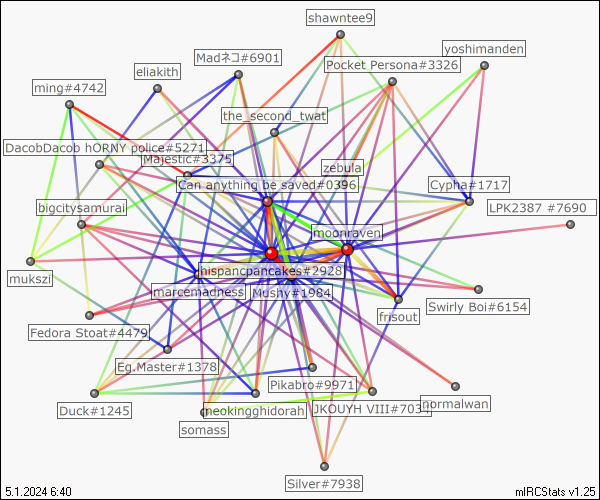 shawntee9
yoshimanden
Madネコ#6901
Pocket Persona#3326
eliakith
ming#4742
the_second_twat
DacobDacob hORNY police#5271
Majestic#3375
zebula
Can anything be saved#0396
Cypha#1717
bigcitysamurai
LPK2387 #7690
moonraven
hispancpancakes#2928
mukszi
marcemadness
Mushy#1984
Swirly Boi#6154
frisout
Fedora Stoat#4479
Eg.Master#1378
Pikabro#9971
normalwan
Duck#1245
neokingghidorah
JKOUYH VIII#7037
somass
Silver#7938
5.1.2024 6:40
mIRCStats v1.25